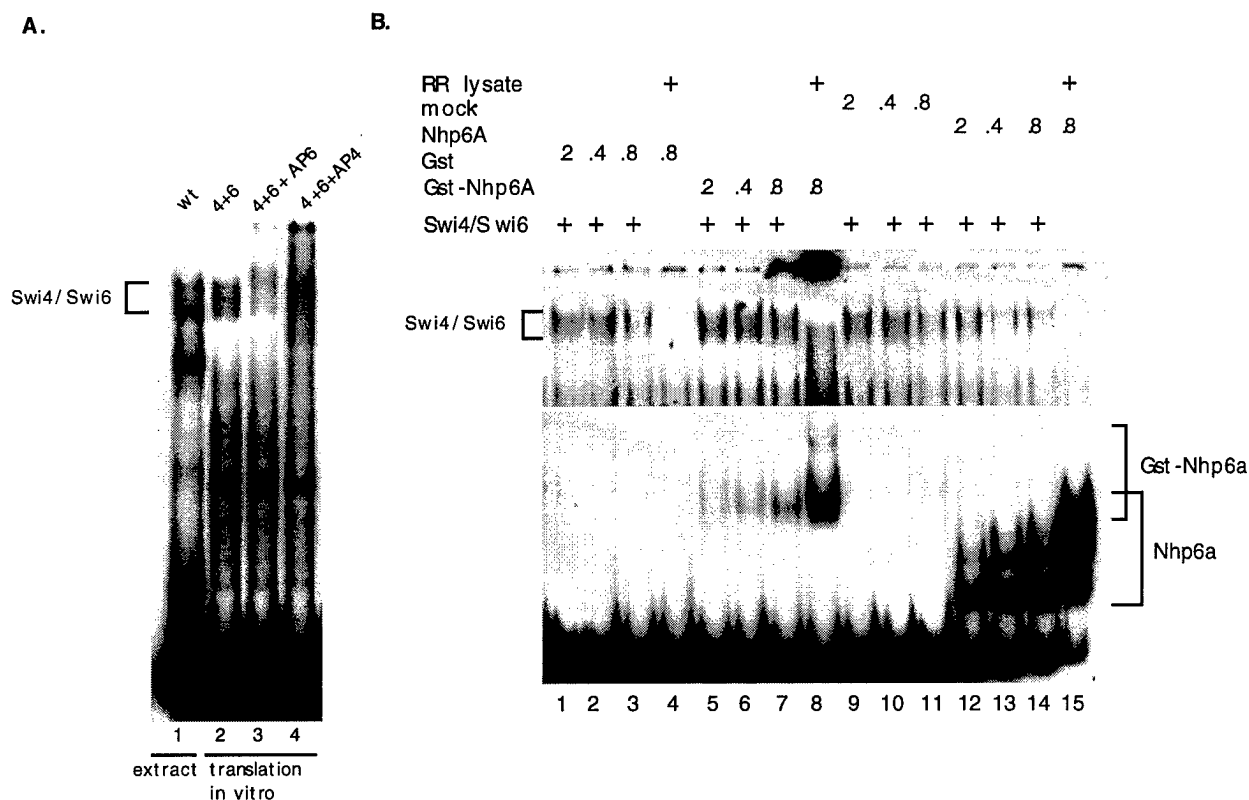 A.
B.
RR lysate + + +
mock 2 .4 .8
Nhp6A 2 .4 .8 .8
Gst 2 .4 .8 .8
Gst-Nhp6A 2 .4 .8 .8
Swi4/Swi6 + + + + + + + + + + + +
wt 4+6 4+6+AP6 4+6+AP4
Swi4/Swi6
Swi4/Swi6
Gst-Nhp6a
Nhp6a
1 2 3 4 5 6 7 8 9 10 11 12 13 14 15
1 2 3 4
extract translation
in vitro